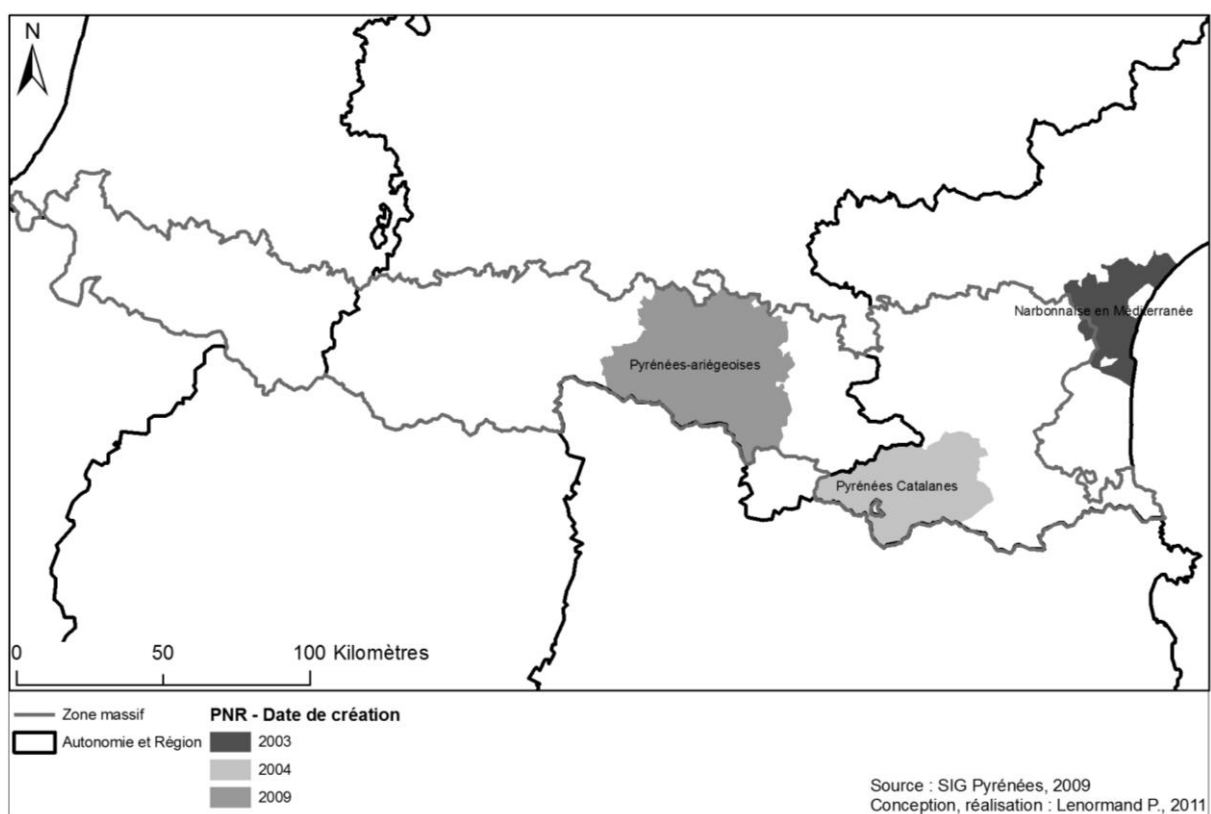 N
Narbonnaise en Méditerranée
Pyrénées-ariégeoises
Pyrénées Catalanes
0 50 100 Kilomètres
Zone massif
Autonomie et Région
PNR - Date de création
2003
2004
2009
Source : SIG Pyrénées, 2009
Conception, réalisation : Lenormand P., 2011